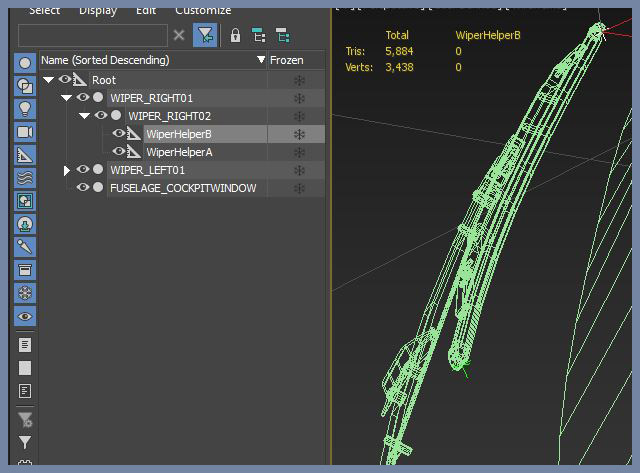 Select Display Edit Customize
Name (Sorted Descending) Frozen
Root
WIPER_RIGHT01
WIPER_RIGHT02
WiperHelperB
WiperHelperA
WIPER_LEFT01
FUSELAGE_COCKPITWINDOW
Total WiperHelperB
Tris: 5,884 0
Verts: 3,438 0